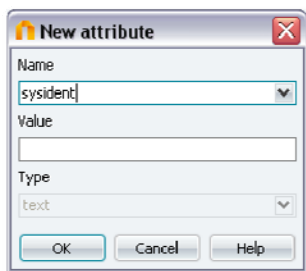 New attribute
Name
sysident
Value
Type
text
OK Cancel Help